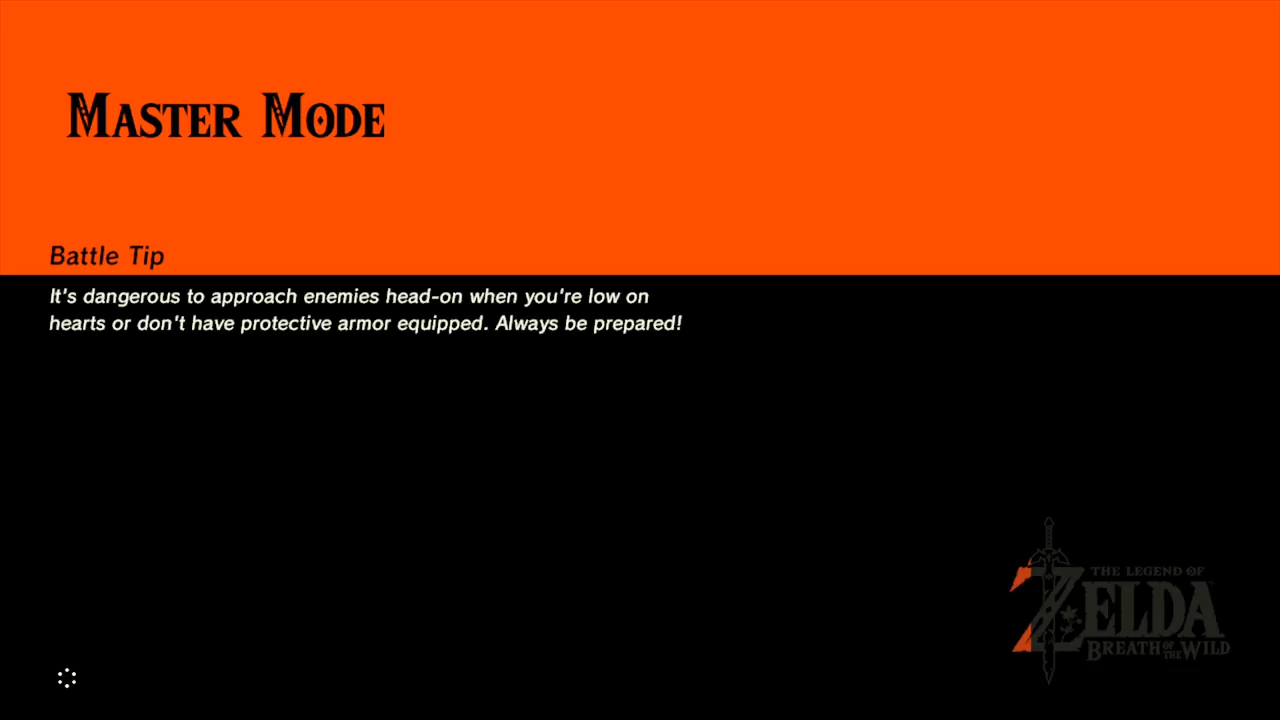 Master Mode
Battle Tip
It's dangerous to approach enemies head-on when you're low on
hearts or don't have protective armor equipped. Always be prepared!
THE LEGEND OF
ZELDA
BREATH OF THE WILD